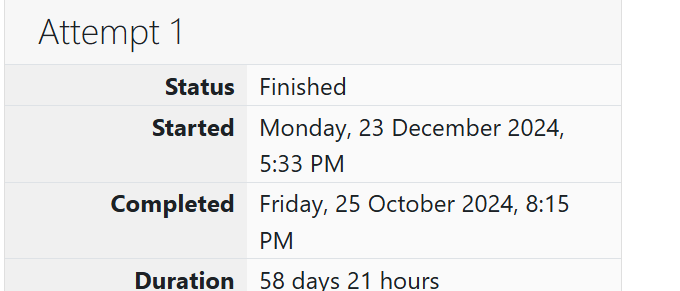 Attempt 1
Status Finished
Started Monday, 23 December 2024,
5:33 PM
Completed Friday, 25 October 2024, 8:15
PM
Duration 58 days 21 hours